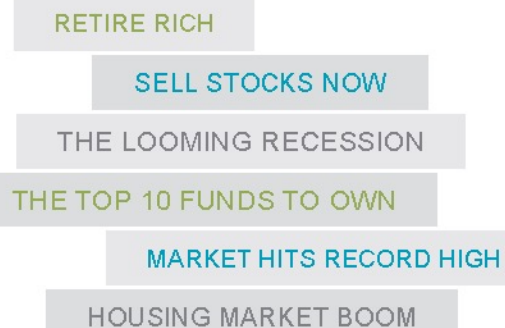 RETIRE RICH
SELL STOCKS NOW
THE LOOMING RECESSION
THE TOP 10 FUNDS TO OWN
MARKET HITS RECORD HIGH
HOUSING MARKET BOOM